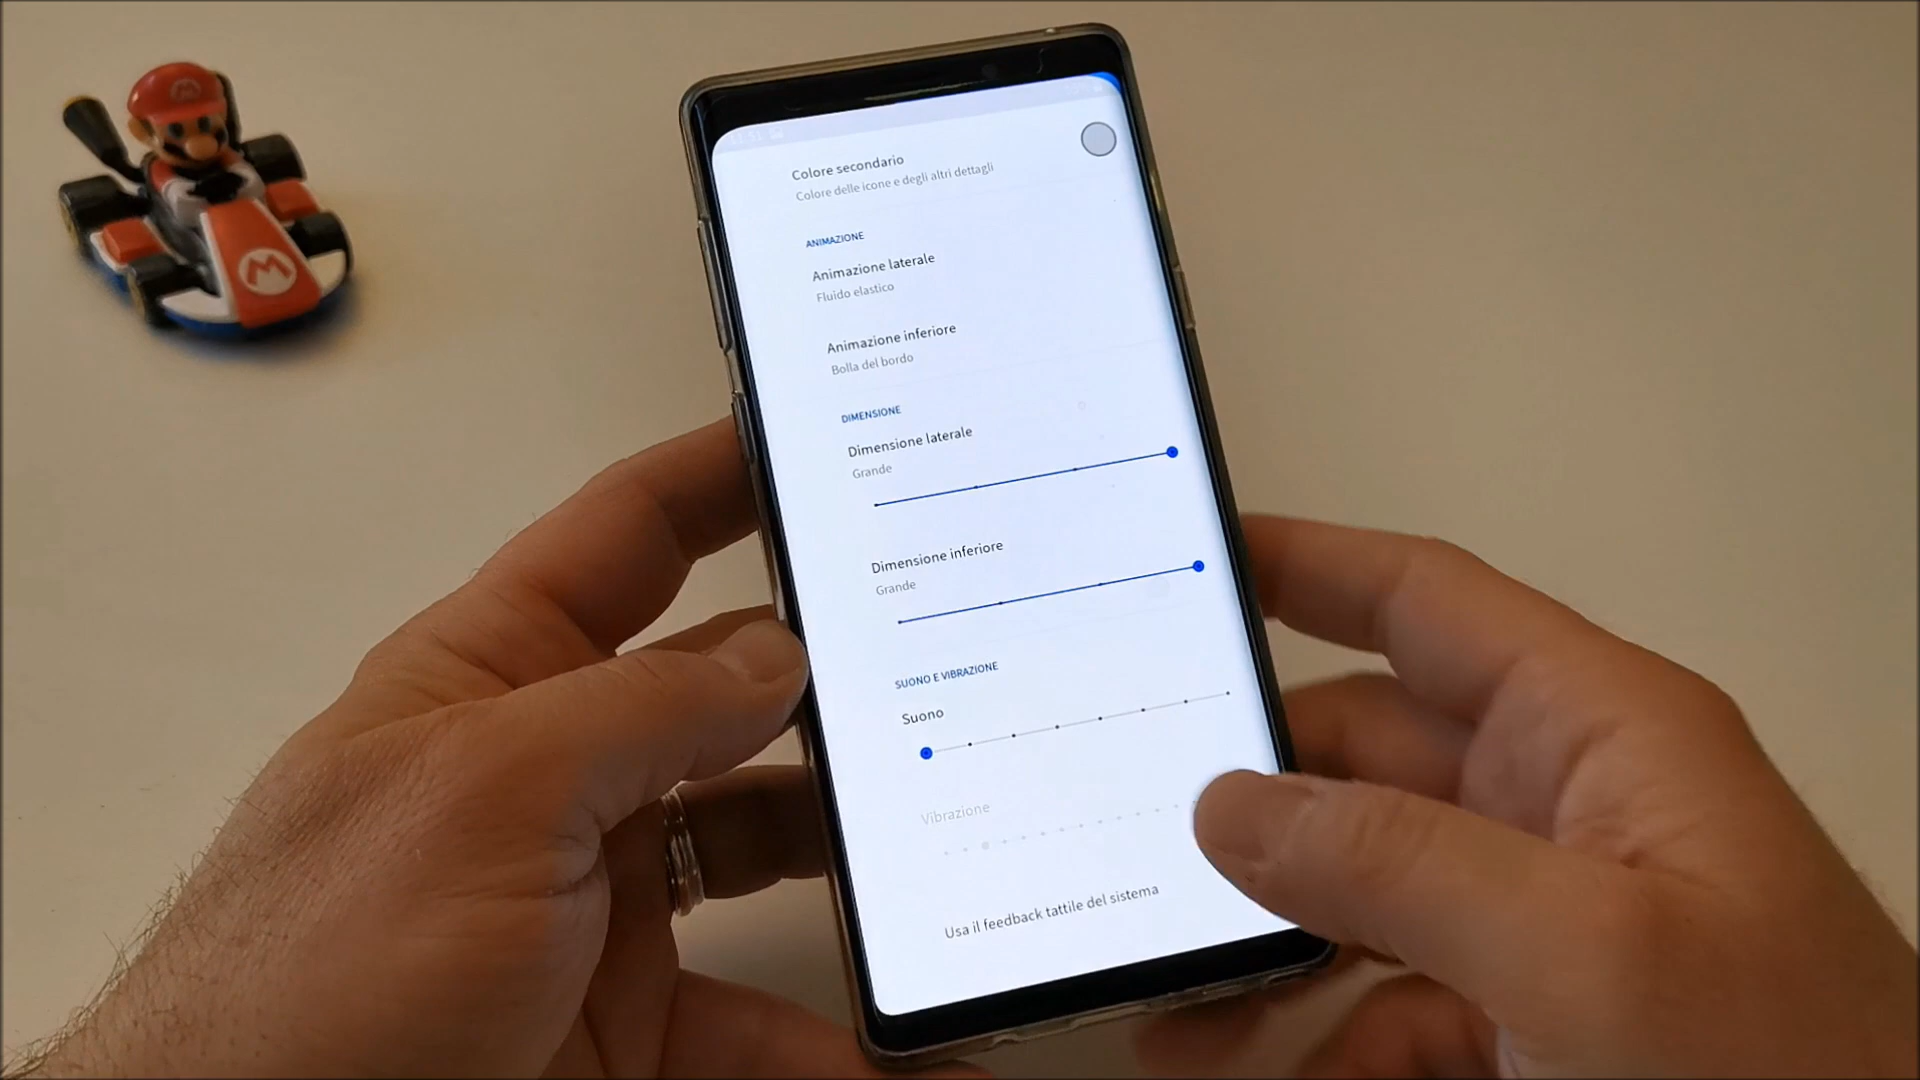 Colore secondario
Colore delle icone e degli altri dettagli
ANIMAZIONE
Animazione laterale
Fluido elastico
Animazione inferiore
Bolla del bordo
DIMENSIONE
Dimensione laterale
Grande
Dimensione inferiore
Grande
SUONO E VIBRAZIONE
Suono
Vibrazione
Usa il feedback tattile del sistema
M